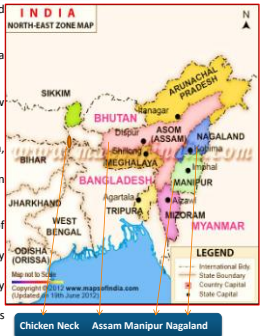 INDIA
NORTH-EAST ZONE MAP
N
SIKKIM
ARUNACHAL
PRADESH
BHUTAN
Itanagar
Dispur
ASOM
(ASSAM)
NAGALAND
Kohima
Shillong
MEGHALAYA
BIHAR
Imphal
MANIPUR
BANGLADESH
JHARKHAND
Agartala
TRIPURA
Aizawl
MIZORAM
WEST
BENGAL
MYANMAR
ODISHA
(ORISSA)
Map not to Scale
Copyright © 2012 www.mapsofindia.com
(Updated on 19th June 2012)
LEGEND
International Bdy.
State Boundary
Country Capital
State Capital
Chicken Neck Assam Manipur Nagaland